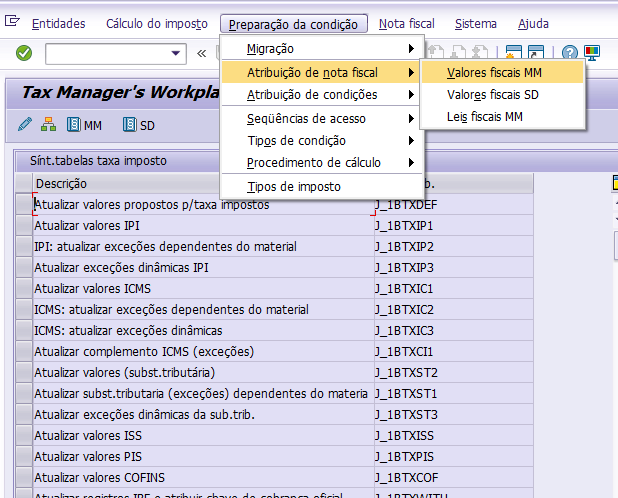 Entidades Cálculo do imposto Preparação da condição Nota fiscal Sistema Ajuda
Migração
Atribuição de nota fiscal
Valores fiscais MM
Atribuição de condições
Valores fiscais SD
Leis fiscais MM
Seqüências de acesso
Tipos de condição
Procedimento de cálculo
Tipos de imposto
Tax Manager's Workpla
MM SD
Sínt.tabelas taxa imposto
Descrição b.
Atualizar valores propostos p/taxa impostos J_1BTXDEF
Atualizar valores IPI J_1BTXIP1
IPI: atualizar exceções dependentes do material J_1BTXIP2
Atualizar exceções dinâmicas IPI J_1BTXIP3
Atualizar valores ICMS J_1BTXIC1
ICMS: atualizar exceções dependentes do material J_1BTXIC2
ICMS: atualizar exceções dinâmicas J_1BTXIC3
Atualizar complemento ICMS (exceções) J_1BTXCI1
Atualizar valores (subst.tributária) J_1BTXST2
Atualizar subst.tributaria (exceções) dependentes do materia J_1BTXST1
Atualizar exceções dinâmicas da sub.trib. J_1BTXST3
Atualizar valores ISS J_1BTXISS
Atualizar valores PIS J_1BTXPIS
Atualizar valores COFINS J_1BTXCOF
Atualizar registros IRF e atribuir chave de cobrança oficial J_1BTXWITH